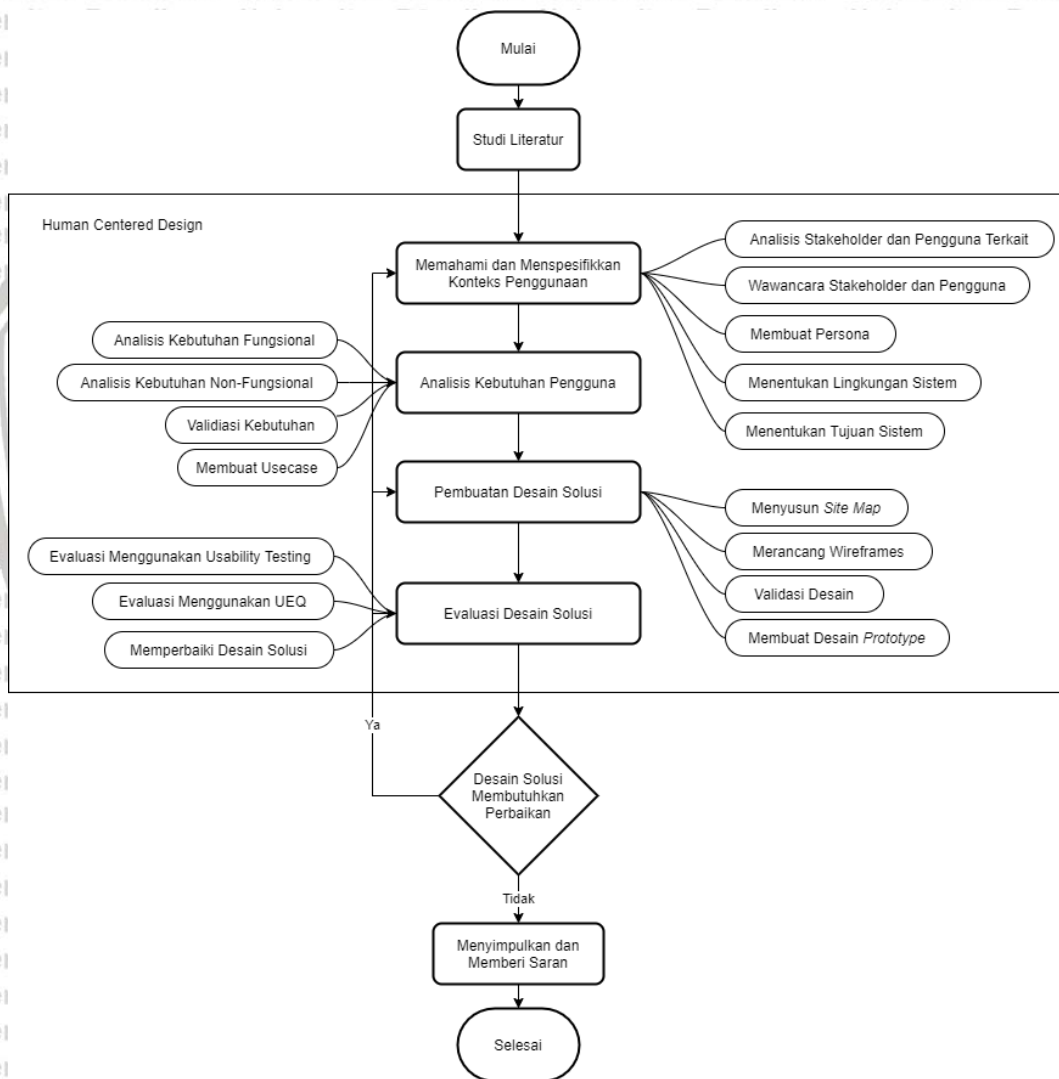 Mulai
Studi Literatur
Human Centered Design
Memahami dan Menspesifikkan
Konteks Penggunaan
Analisis Stakeholder dan Pengguna Terkait
Wawancara Stakeholder dan Pengguna
Membuat Persona
Menentukan Lingkungan Sistem
Menentukan Tujuan Sistem
Analisis Kebutuhan Fungsional
Analisis Kebutuhan Non-Fungsional
Validiasi Kebutuhan
Membuat Usecase
Analisis Kebutuhan Pengguna
Pembuatan Desain Solusi
Menyusun Site Map
Merancang Wireframes
Validasi Desain
Membuat Desain Prototype
Evaluasi Menggunakan Usability Testing
Evaluasi Menggunakan UEQ
Memperbaiki Desain Solusi
Evaluasi Desain Solusi
Ya
Desain Solusi
Membutuhkan
Perbaikan
Tidak
Menyimpulkan dan
Memberi Saran
Selesai